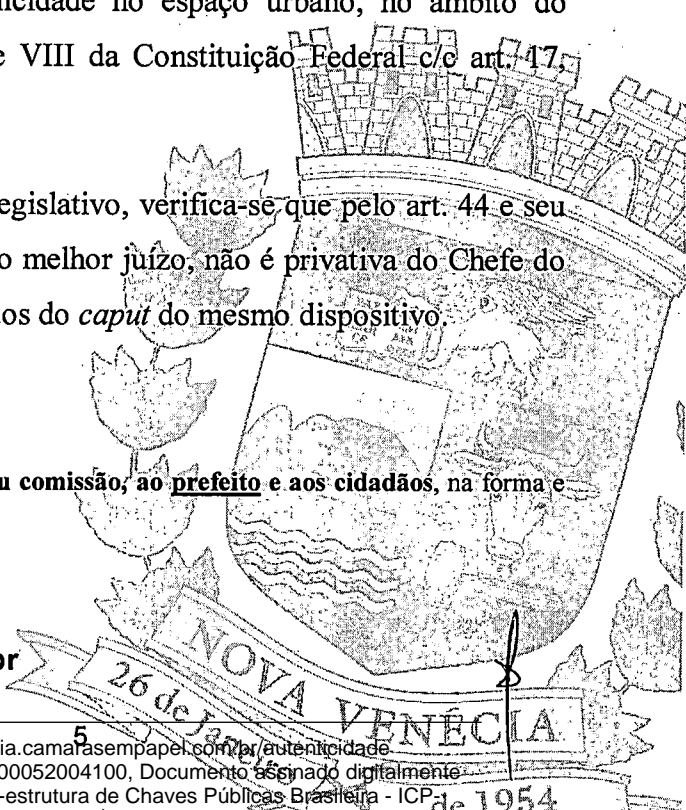 icidade no espaço urbano, no âmbito do
e VIII da Constituição Federal c/c art. 17,
egislativo, verifica-se que pelo art. 44 e seu
o melhor juízo, não é privativa do Chefe do
os do caput do mesmo dispositivo.
u comissão, ao prefeito e aos cidadãos, na forma e
or
NOVA VENÉCIA
26 de Janeiro
de 1954
5
ia.camarasempapel.com.br/autenticidade
00052004100, Documento assinado digitalmente
-estrutura de Chaves Públicas Brasileira - ICP-